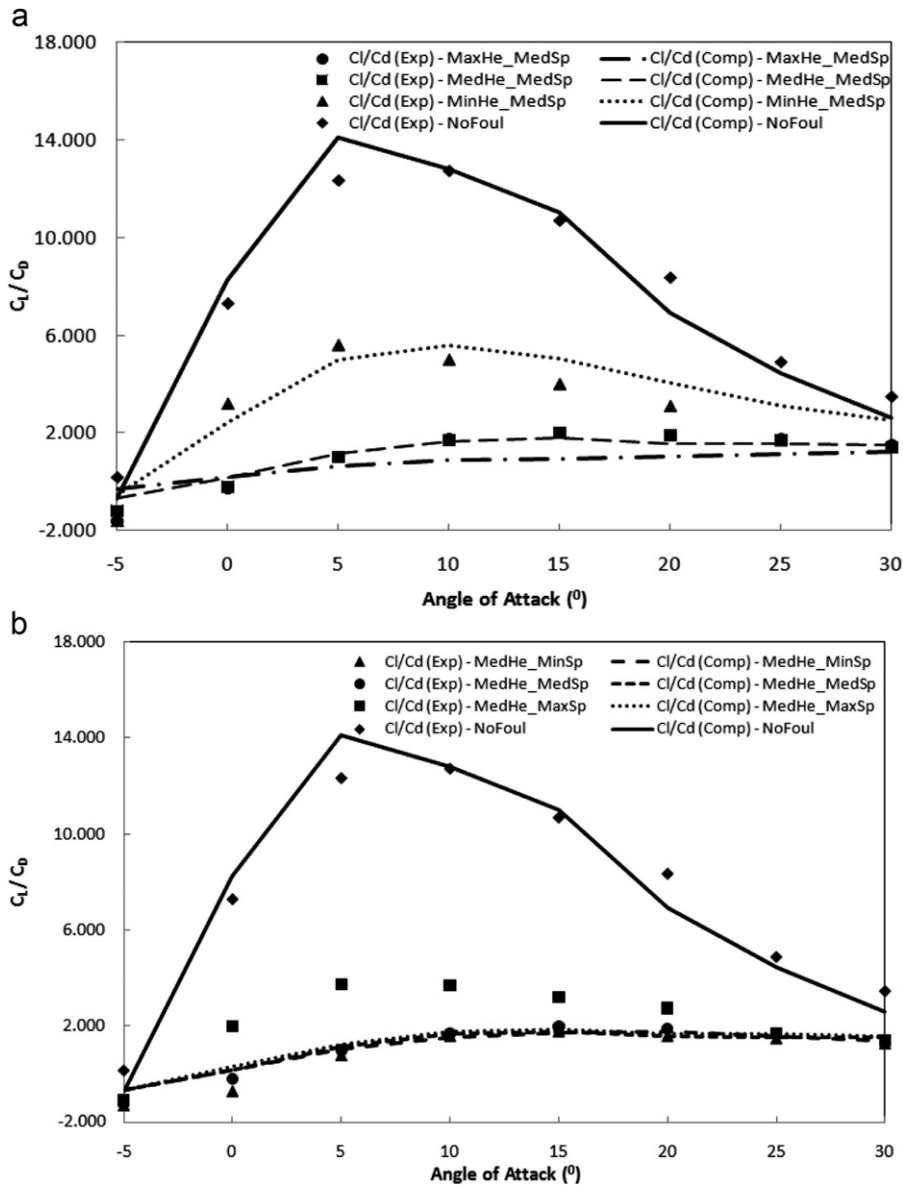 a
18.000
Cl/Cd (Exp) - MaxHe_MedSp Cl/Cd (Comp) - MaxHe_MedSp
Cl/Cd (Exp) - MedHe_MedSp Cl/Cd (Comp) - MedHe_MedSp
Cl/Cd (Exp) - MinHe_MedSp Cl/Cd (Comp) - MinHe_MedSp
Cl/Cd (Exp) - NoFoul Cl/Cd (Comp) - NoFoul
14.000
10.000
C_L / C_D
6.000
2.000
-2.000
-5 0 5 10 15 20 25 30
Angle of Attack (⁰)
b
18.000
Cl/Cd (Exp) - MedHe_MinSp Cl/Cd (Comp) - MedHe_MinSp
Cl/Cd (Exp) - MedHe_MedSp Cl/Cd (Comp) - MedHe_MedSp
Cl/Cd (Exp) - MedHe_MaxSp Cl/Cd (Comp) - MedHe_MaxSp
Cl/Cd (Exp) - NoFoul Cl/Cd (Comp) - NoFoul
14.000
10.000
C_L / C_D
6.000
2.000
-2.000
-5 0 5 10 15 20 25 30
Angle of Attack (⁰)